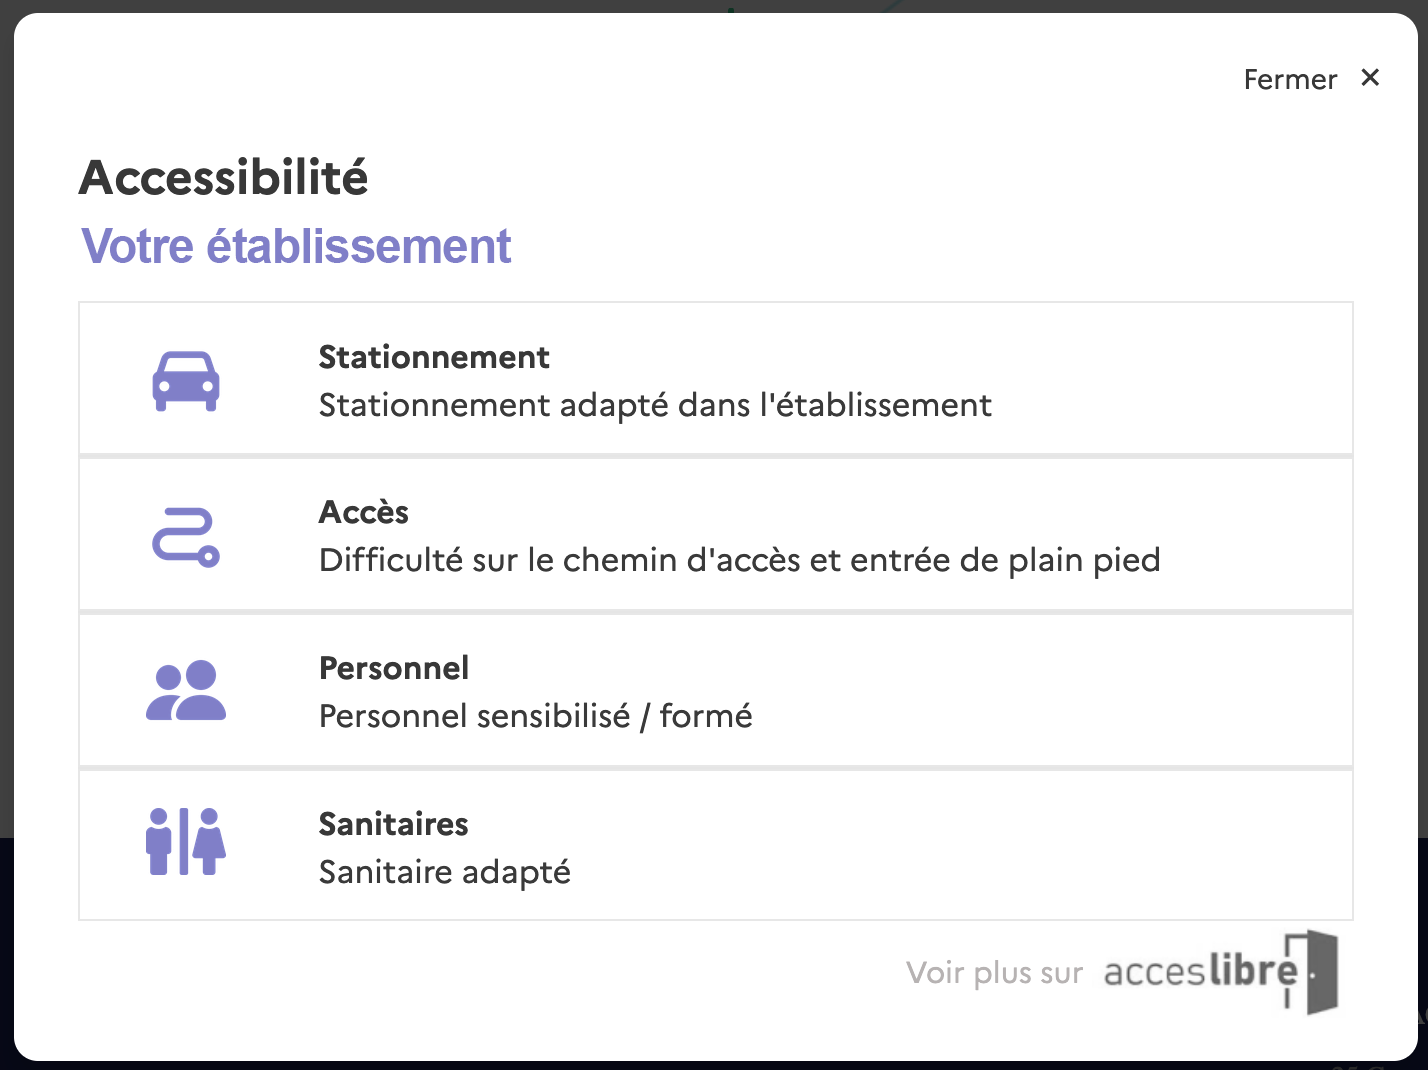 Fermer ✕
Accessibilité
Votre établissement
Stationnement
Stationnement adapté dans l'établissement
Accès
Difficulté sur le chemin d'accès et entrée de plain pied
Personnel
Personnel sensibilisé / formé
Sanitaires
Sanitaire adapté
Voir plus sur acceslibre